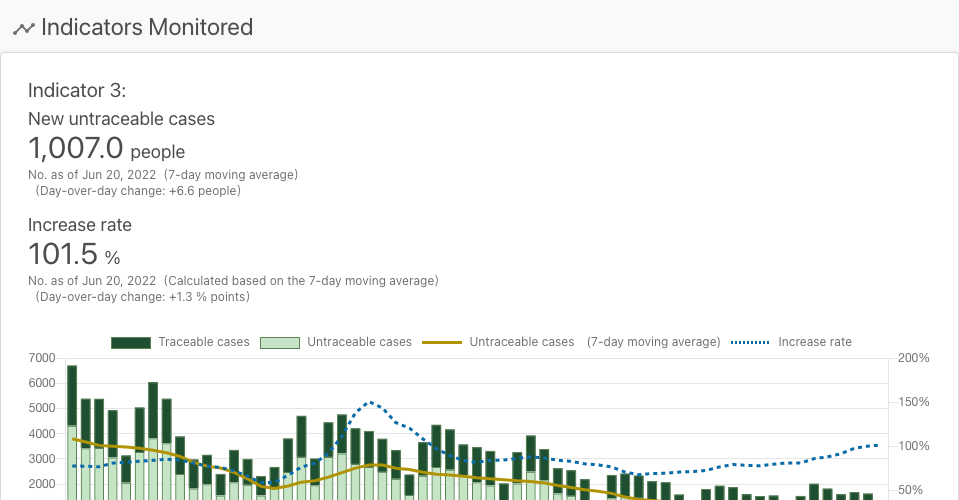 Indicators Monitored
Indicator 3:
New untraceable cases
1,007.0 people
No. as of Jun 20, 2022 (7-day moving average)
(Day-over-day change: +6.6 people)
Increase rate
101.5 %
No. as of Jun 20, 2022 (Calculated based on the 7-day moving average)
(Day-over-day change: +1.3 % points)
Traceable cases Untraceable cases Untraceable cases (7-day moving average) Increase rate
7000 200%
6000
5000 150%
4000
100%
3000
2000
50%